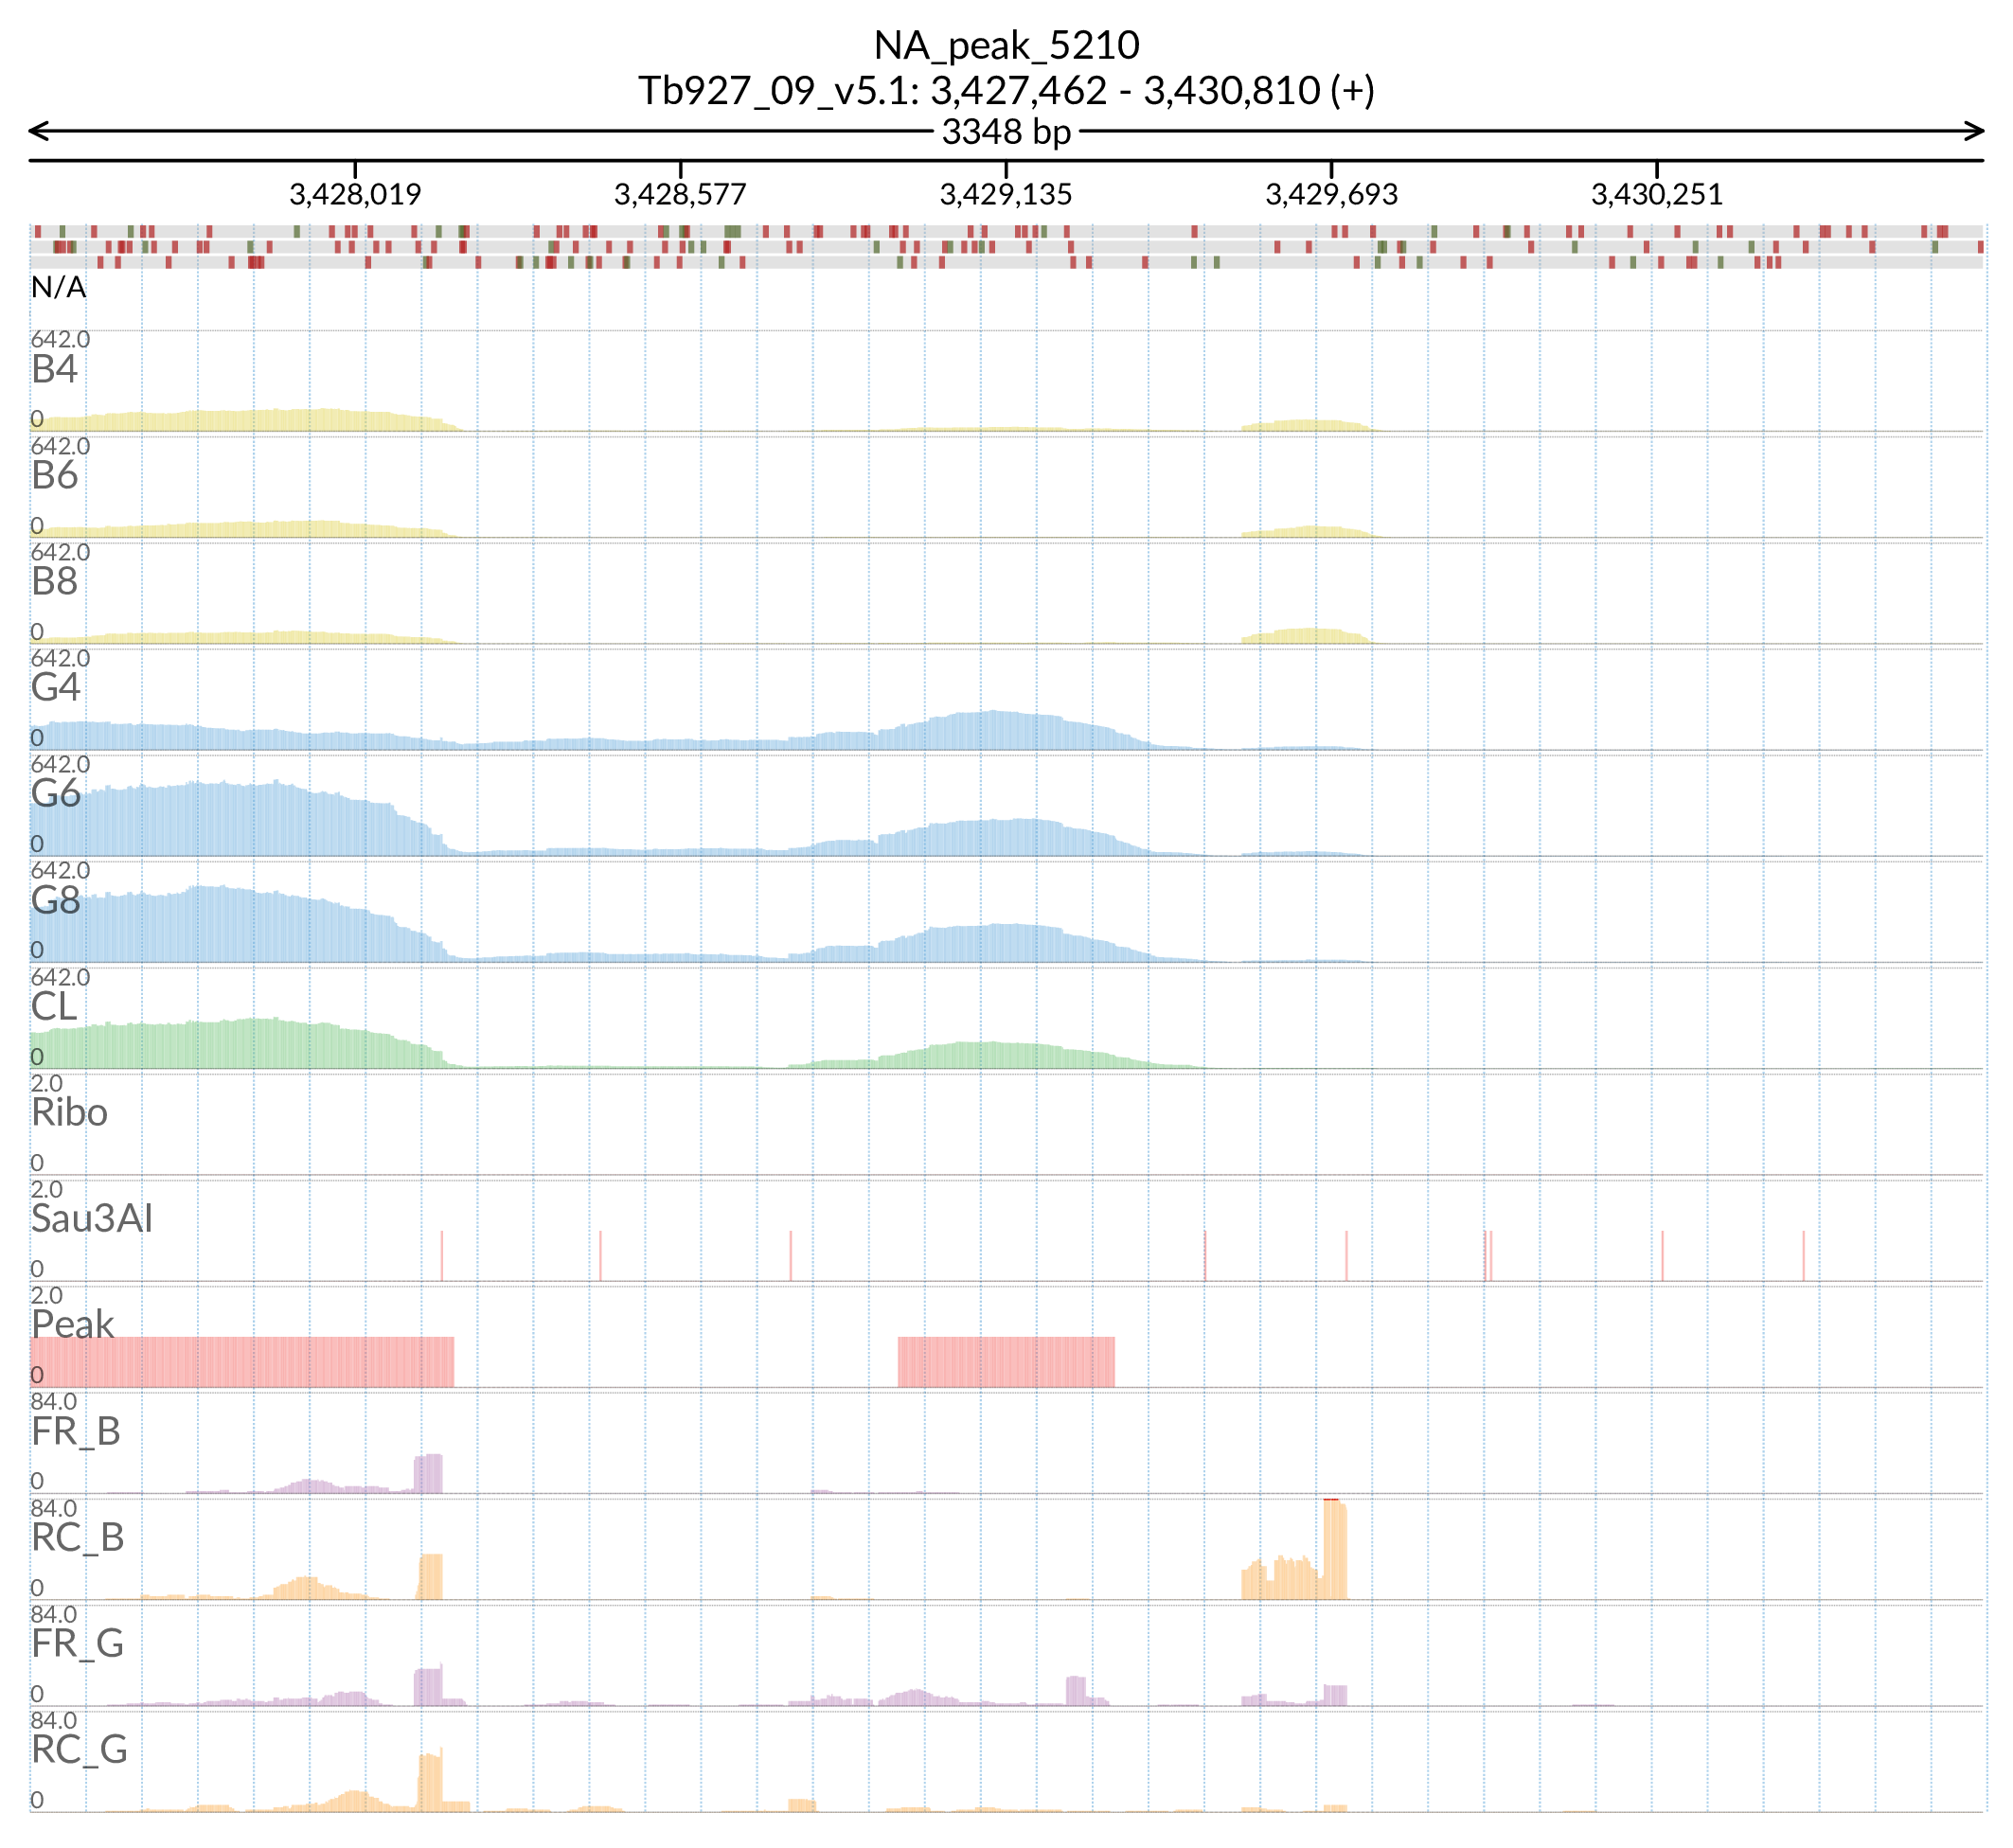 NA_peak_5210
Tb927_09_v5.1: 3,427,462 - 3,430,810 (+)
3348 bp
3,428,019 3,428,577 3,429,135 3,429,693 3,430,251
N/A
642.0
B4
0
642.0
B6
0
642.0
B8
0
642.0
G4
0
642.0
G6
0
642.0
G8
0
642.0
CL
0
2.0
Ribo
0
2.0
Sau3AI
0
2.0
Peak
0
84.0
FR_B
0
84.0
RC_B
0
84.0
FR_G
0
84.0
RC_G
0